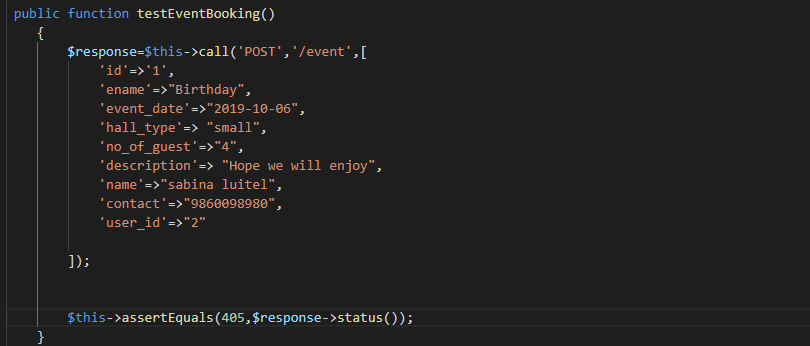 public function testEventBooking()
{
$response=$this->call('POST','/event',[
'id'=>'1',
'ename'=>"Birthday",
'event_date'=>"2019-10-06",
'hall_type'=> "small",
'no_of_guest'=>"4",
'description'=> "Hope we will enjoy",
'name'=>"sabina luitel",
'contact'=>"9860098980",
'user_id'=>"2"
]);
$this->assertEquals(405,$response->status());
}